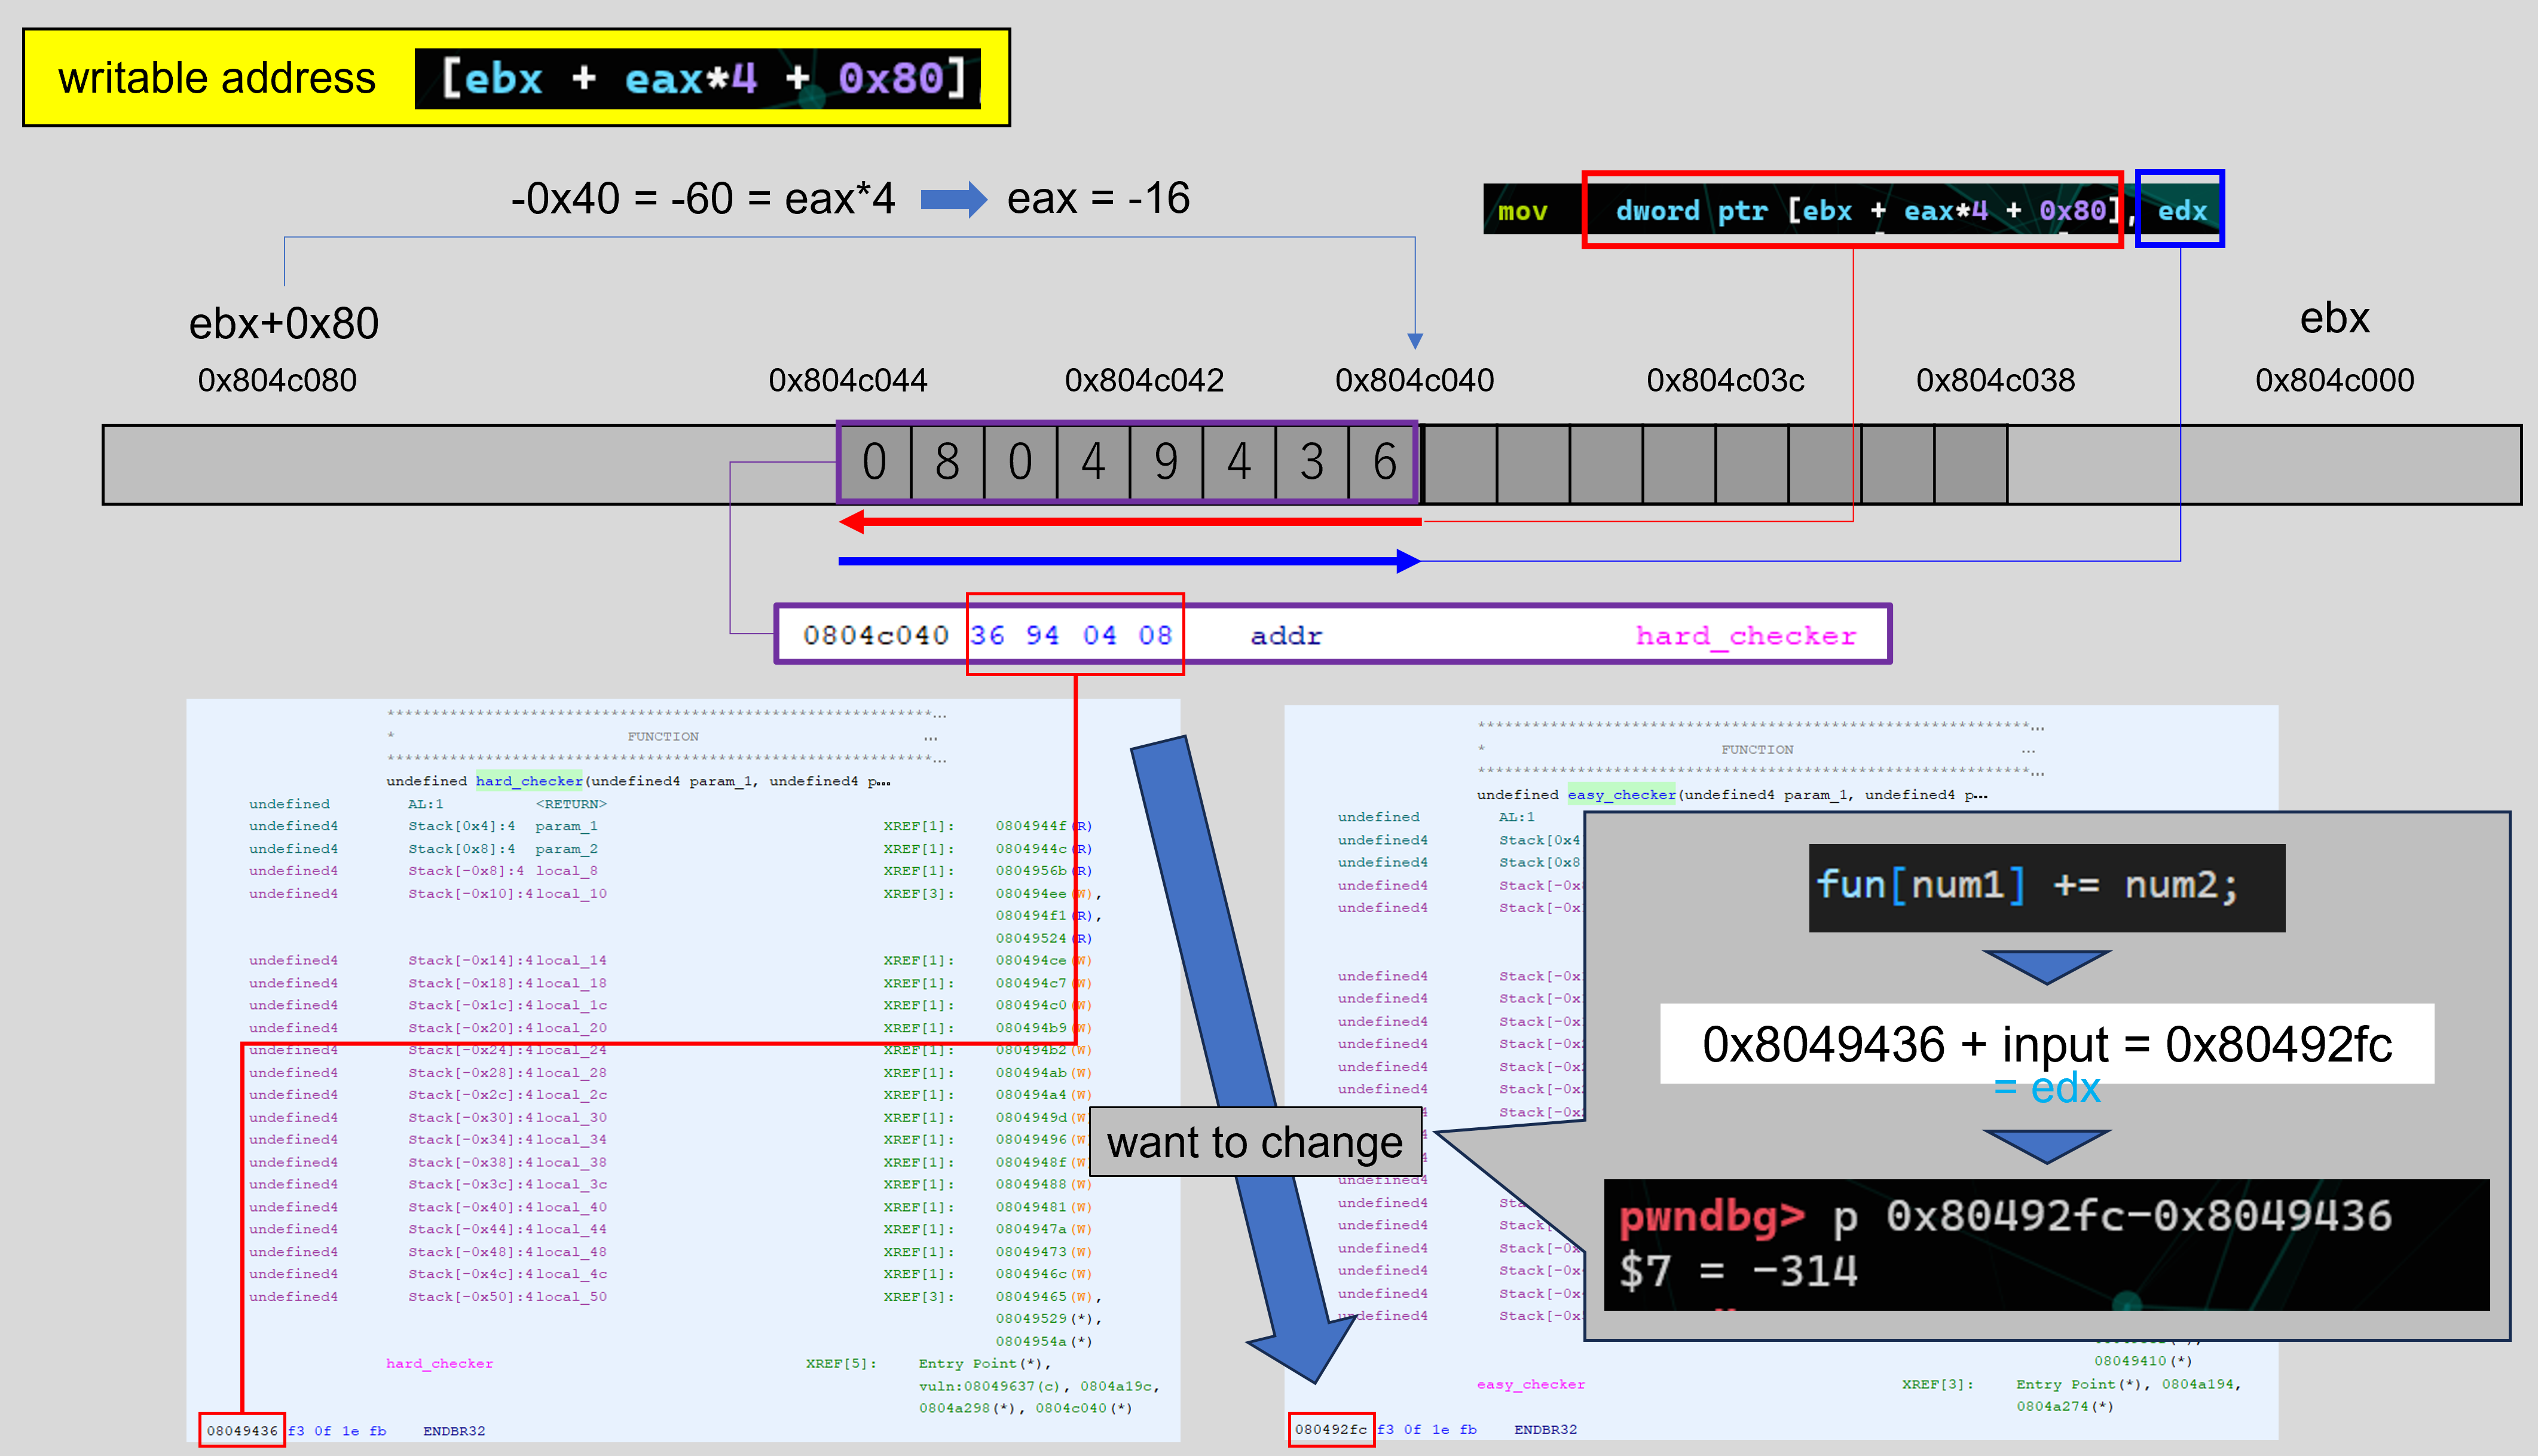 writable address [ebx + eax*4 + 0x80]
-0x40 = -60 = eax*4 eax = -16
mov dword ptr [ebx + eax*4 + 0x80], edx
ebx+0x80
ebx
0x804c080 0x804c044 0x804c042 0x804c040 0x804c03c 0x804c038 0x804c000
0 8 0 4 9 4 3 6
0804c040 36 94 04 08 addr hard_checker
**************************************************************...
* FUNCTION ...
**************************************************************...
undefined hard_checker(undefined4 param_1, undefined4 p...
undefined AL:1 <RETURN>
undefined4 Stack[0x4]:4 param_1 XREF[1]: 0804944f(R)
undefined4 Stack[0x8]:4 param_2 XREF[1]: 0804944c(R)
undefined4 Stack[-0x8]:4 local_8 XREF[1]: 0804956b(R)
undefined4 Stack[-0x10]:4 local_10 XREF[3]: 080494ee(W),
080494f1(R),
08049524(R)
undefined4 Stack[-0x14]:4 local_14 XREF[1]: 080494ce(W)
undefined4 Stack[-0x18]:4 local_18 XREF[1]: 080494c7(W)
undefined4 Stack[-0x1c]:4 local_1c XREF[1]: 080494c0(W)
undefined4 Stack[-0x20]:4 local_20 XREF[1]: 080494b9(W)
undefined4 Stack[-0x24]:4 local_24 XREF[1]: 080494b2(W)
undefined4 Stack[-0x28]:4 local_28 XREF[1]: 080494ab(W)
undefined4 Stack[-0x2c]:4 local_2c XREF[1]: 080494a4(W)
undefined4 Stack[-0x30]:4 local_30 XREF[1]: 0804949d(W)
undefined4 Stack[-0x34]:4 local_34 XREF[1]: 08049496(W)
undefined4 Stack[-0x38]:4 local_38 XREF[1]: 0804948f(W)
undefined4 Stack[-0x3c]:4 local_3c XREF[1]: 08049488(W)
undefined4 Stack[-0x40]:4 local_40 XREF[1]: 08049481(W)
undefined4 Stack[-0x44]:4 local_44 XREF[1]: 0804947a(W)
undefined4 Stack[-0x48]:4 local_48 XREF[1]: 08049473(W)
undefined4 Stack[-0x4c]:4 local_4c XREF[1]: 0804946c(W)
undefined4 Stack[-0x50]:4 local_50 XREF[3]: 08049465(W),
08049529(*),
0804954a(*)
hard_checker XREF[5]: Entry Point(*),
vuln:08049637(c), 0804a19c,
0804a298(*), 0804c040(*)
08049436 f3 0f 1e fb ENDBR32
want to change
**************************************************************...
* FUNCTION ...
**************************************************************...
undefined easy_checker(undefined4 param_1, undefined4 p...
undefined AL:1
undefined4 Stack[0x4]
undefined4 Stack[0x8
undefined4 Stack[-0x
undefined4 Stack[-0x
undefined4 Stack[-0x
undefined4 Stack[-0x
undefined4 Stack[-0x
undefined4 Stack[-0x
undefined4 Stack[-0x
undefined4 Stack[-0x
Stack[-0x
undefined4
undefined4 Sta
undefined4 Stack
undefined4 Stack[-0x
undefined4 Stack[-0x
undefined4 Stack[-0x
undefined4 Stack[-0x
08049410(*)
easy_checker XREF[3]: Entry Point(*), 0804a194,
0804a274(*)
080492fc f3 0f 1e fb ENDBR32
fun[num1] += num2;
0x8049436 + input = 0x80492fc
= edx
pwndbg> p 0x80492fc-0x8049436
$7 = -314